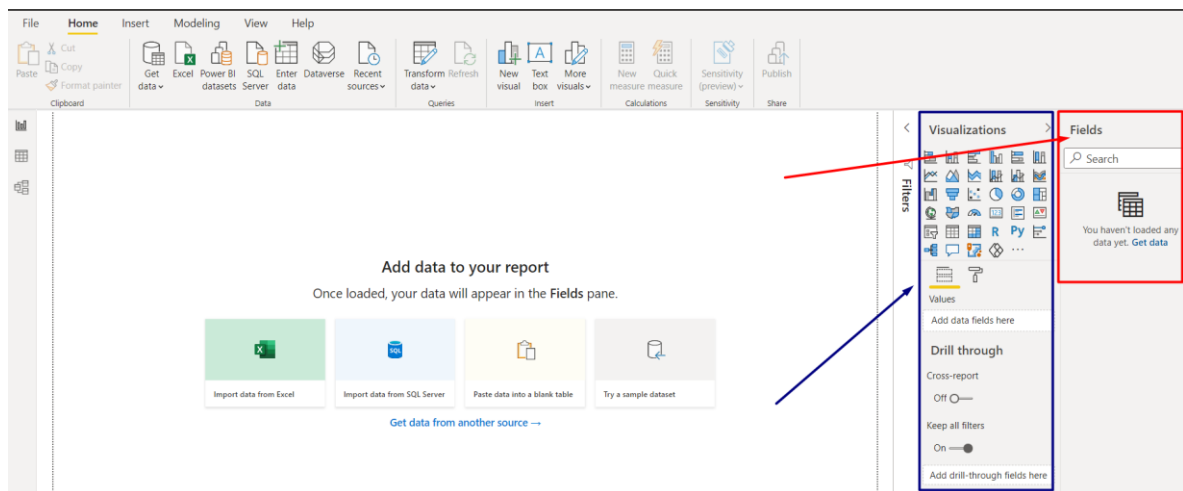 File Home Insert Modeling View Help
Paste
Cut
Copy
Format painter
Clipboard
Get data
Excel
Power BI datasets
SQL Server
Enter data
Dataverse
Recent sources
Data
Transform data
Refresh
Queries
New visual
Text box
A
More visuals
Insert
New measure
Quick measure
Calculations
Sensitivity (preview)
Sensitivity
Publish
Share
Add data to your report
Once loaded, your data will appear in the Fields pane.
Import data from Excel
SQL
Import data from SQL Server
Paste data into a blank table
Try a sample dataset
Get data from another source →
Filters
Visualizations
R Py
Values
Add data fields here
Drill through
Cross-report
Off
Keep all filters
On
Add drill-through fields here
Fields
Search
You haven't loaded any
data yet. Get data